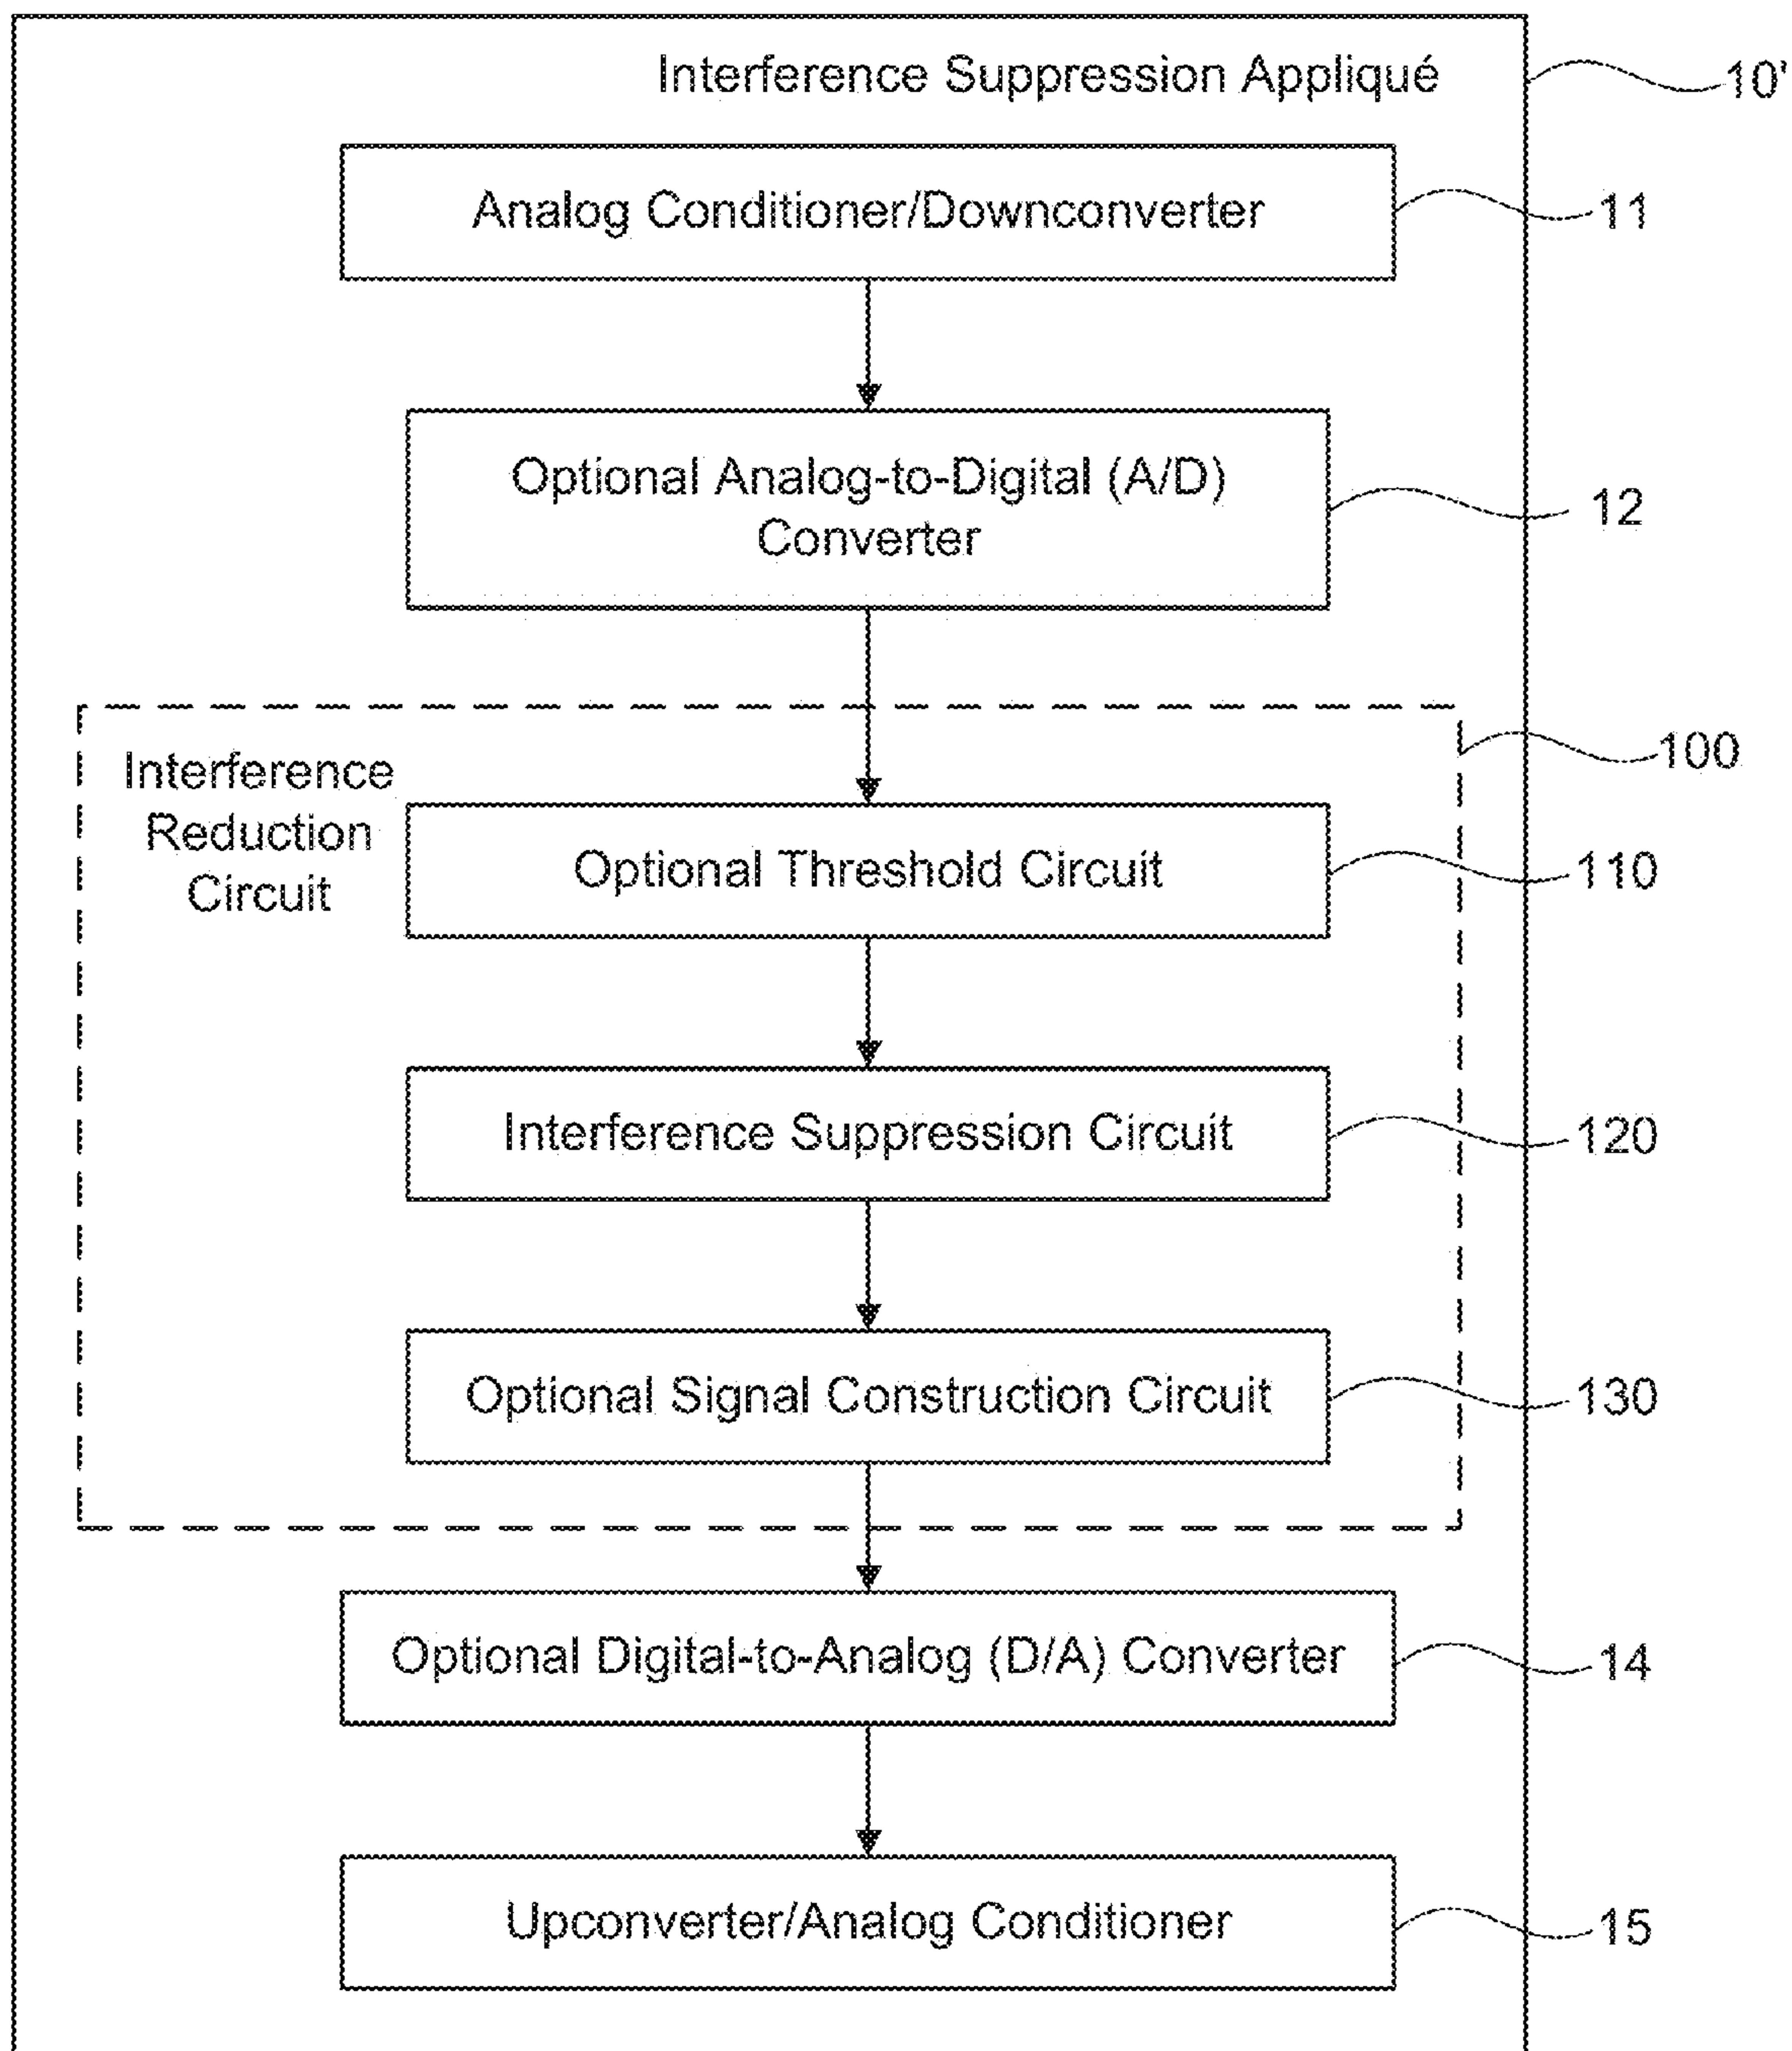 Interference Suppression Appliqué
10'
Analog Conditioner/Downconverter
11
Optional Analog-to-Digital (A/D)
Converter
12
Interference
Reduction
Circuit
100
Optional Threshold Circuit
110
Interference Suppression Circuit
120
Optional Signal Construction Circuit
130
Optional Digital-to-Analog (D/A) Converter
14
Upconverter/Analog Conditioner
15